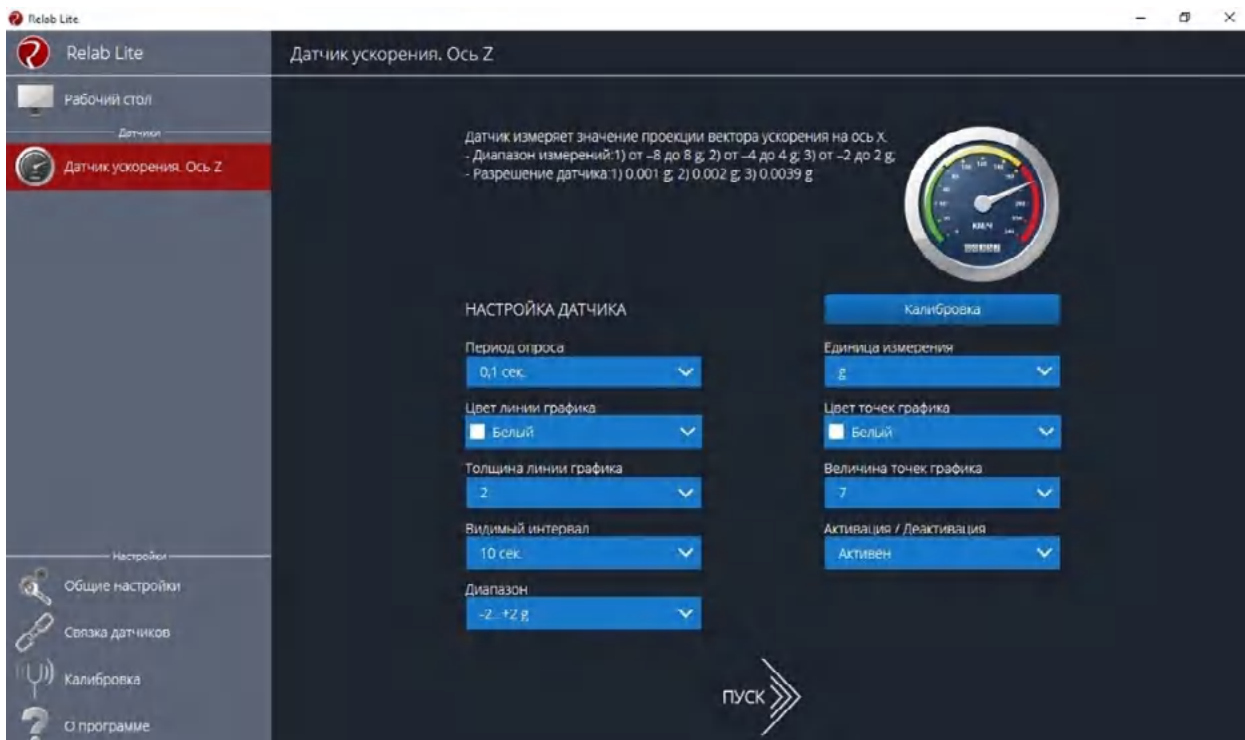 Relab Lite
Relab Lite
Датчик ускорения. Ось Z
Рабочий стол
Датчики
Датчик ускорения. Ось Z
Датчик измеряет значение проекции вектора ускорения на ось X.
- Диапазон измерений:1) от –8 до 8 g; 2) от –4 до 4 g; 3) от –2 до 2 g;
- Разрешение датчика:1) 0.001 g; 2) 0.002 g; 3) 0.0039 g
КМ/Ч
НАСТРОЙКА ДАТЧИКА
Калибровка
Период опроса
Единица измерения
0,1 сек.
g
Цвет линии графика
Цвет точек графика
Белый
Белый
Толщина линии графика
Величина точек графика
2
7
Видимый интервал
Активация / Деактивация
10 сек.
Активен
Диапазон
-2...+2 g
Настройки
Общие настройки
Связка датчиков
Калибровка
О программе
ПУСК